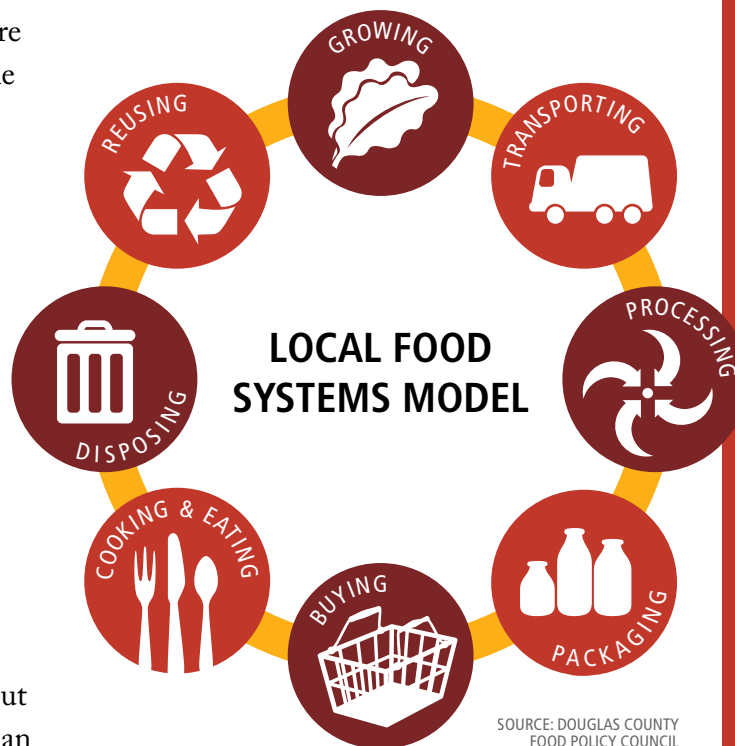 GROWING
TRANSPORTING
PROCESSING
PACKAGING
BUYING
COOKING & EATING
DISPOSING
REUSING
LOCAL FOOD
SYSTEMS MODEL
SOURCE: DOUGLAS COUNTY
FOOD POLICY COUNCIL